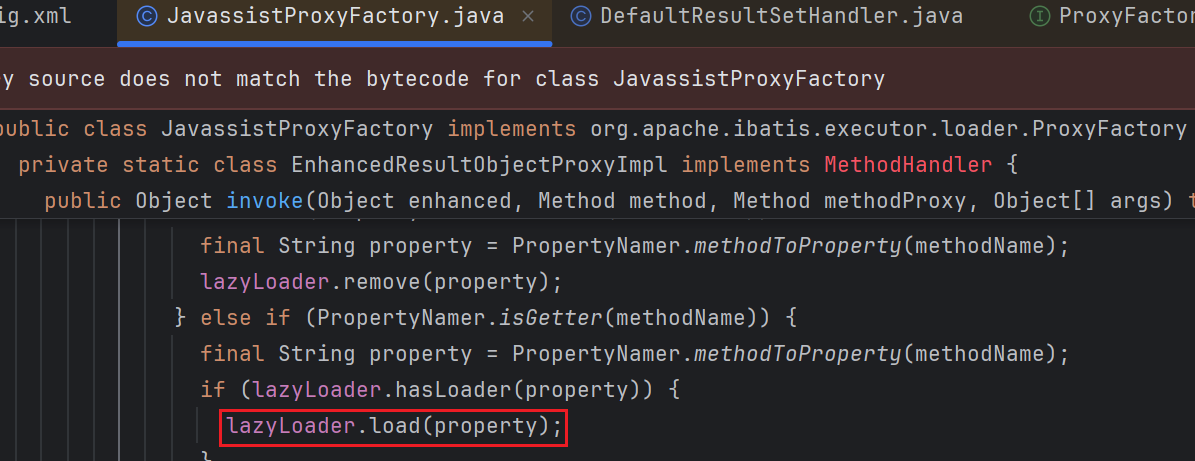 ig.xml JavassistProxyFactory.java × DefaultResultSetHandler.java ProxyFactor
y source does not match the bytecode for class JavassistProxyFactory
public class JavassistProxyFactory implements org.apache.ibatis.executor.loader.ProxyFactory
private static class EnhancedResultObjectProxyImpl implements MethodHandler {
public Object invoke(Object enhanced, Method method, Method methodProxy, Object[] args) t
final String property = PropertyNamer.methodToProperty(methodName);
lazyLoader.remove(property);
} else if (PropertyNamer.isGetter(methodName)) {
final String property = PropertyNamer.methodToProperty(methodName);
if (lazyLoader.hasLoader(property)) {
lazyLoader.load(property);
}